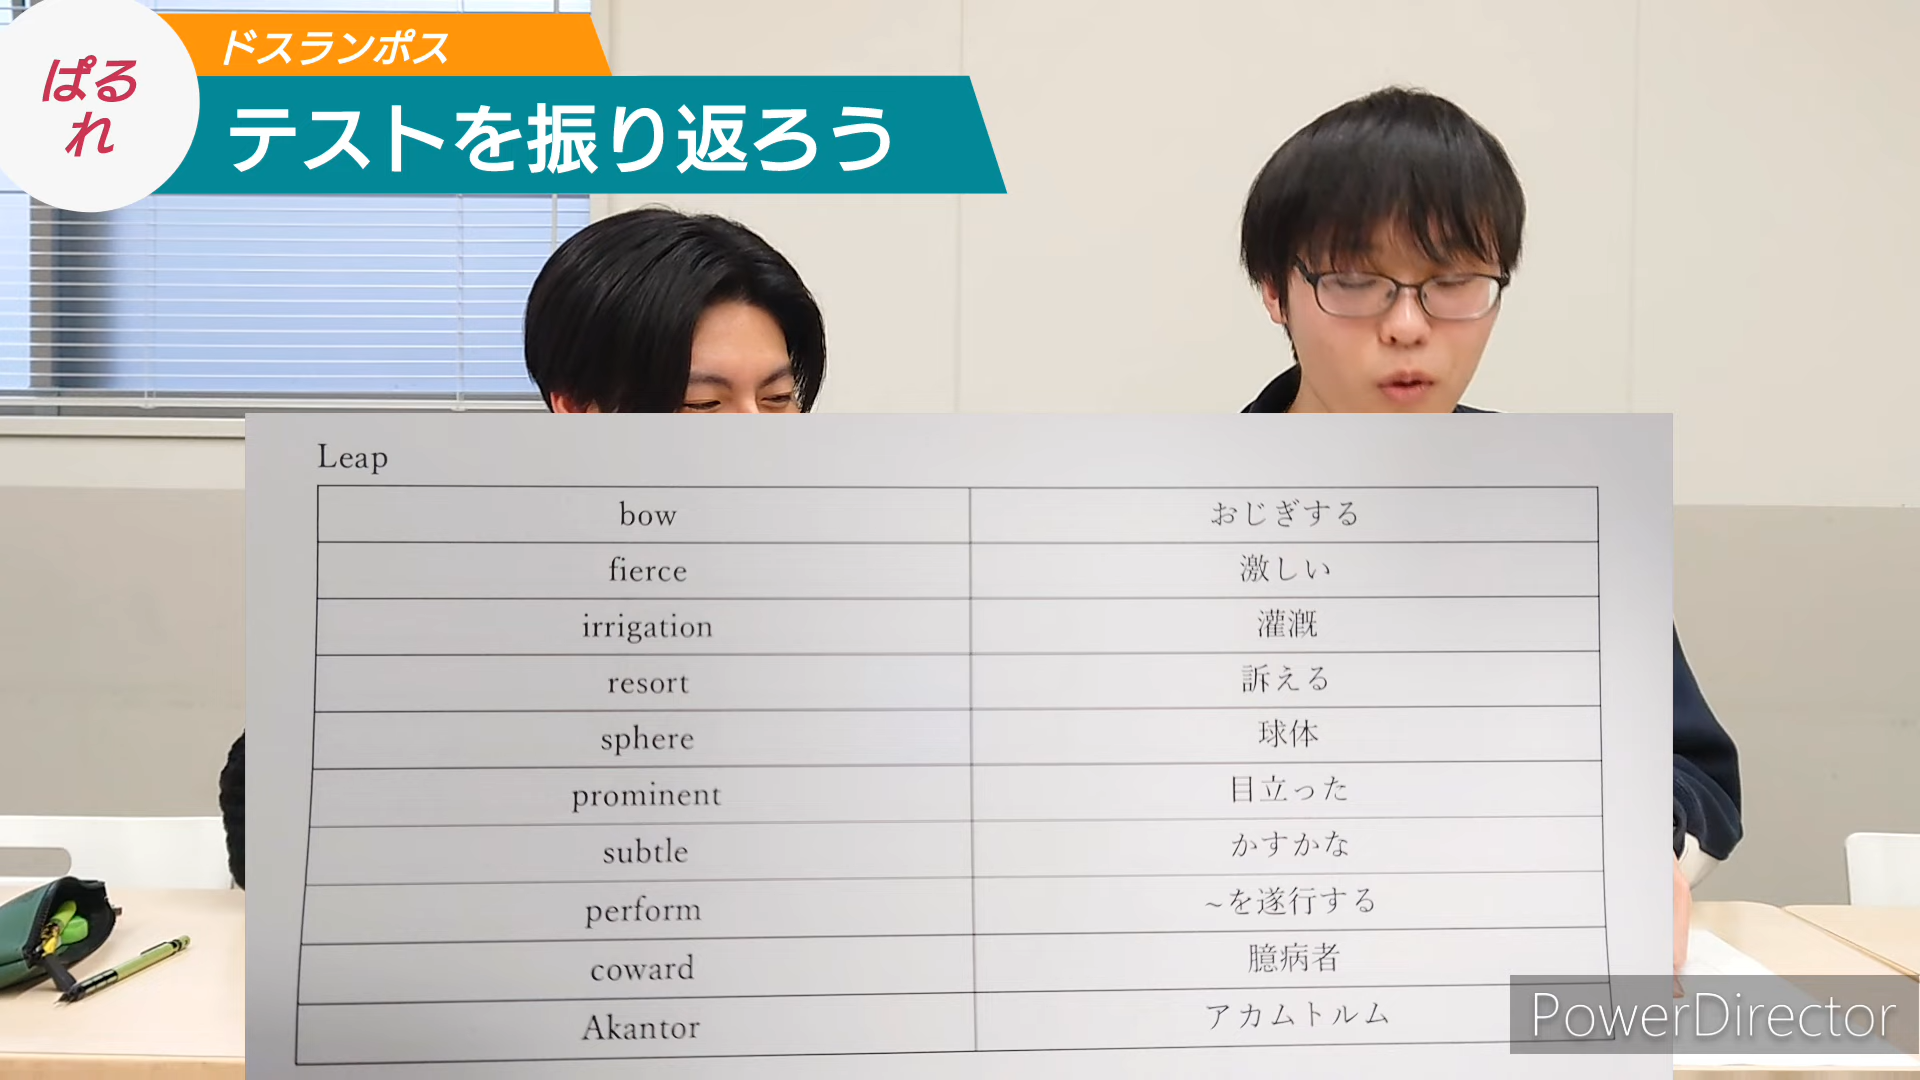 ぱる
れ
ドスランポス
テストを振り返ろう
Leap
bow おじぎする
fierce 激しい
irrigation 灌漑
resort 訴える
sphere 球体
prominent 目立った
subtle かすかな
perform ~を遂行する
coward 臆病者
Akantor アカムトルム
PowerDirector